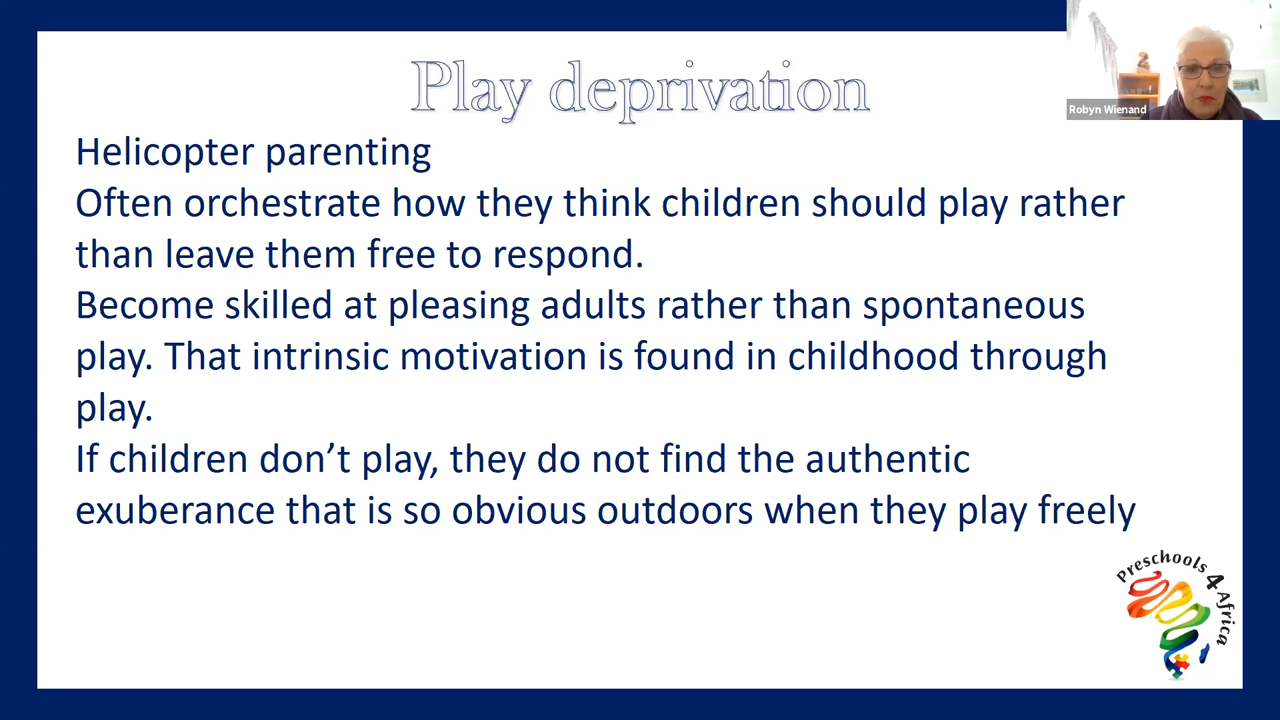 Play deprivation
Robyn Wienand
Helicopter parenting
Often orchestrate how they think children should play rather
than leave them free to respond.
Become skilled at pleasing adults rather than spontaneous
play. That intrinsic motivation is found in childhood through
play.
If children don’t play, they do not find the authentic
exuberance that is so obvious outdoors when they play freely
Preschools 4 Africa